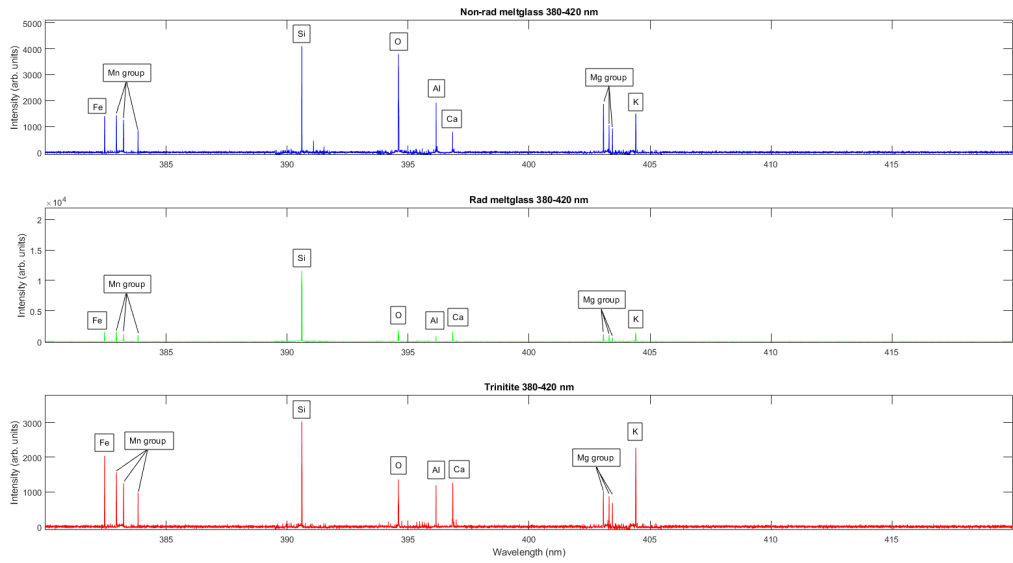 Non-rad meltglass 380-420 nm
Intensity (arb. units)
5000
4000
3000
2000
1000
0
Fe
Mn group
Si
O
Al
Ca
Mg group
K
385
390
395
400
405
410
415
Rad meltglass 380-420 nm
× 10^4
Intensity (arb. units)
2
1.5
1
0.5
0
Fe
Mn group
Si
O
Al
Ca
Mg group
K
385
390
395
400
405
410
415
Trinitite 380-420 nm
Intensity (arb. units)
3000
2000
1000
0
Fe
Mn group
Si
O
Al
Ca
Mg group
K
385
390
395
400
405
410
415
Wavelength (nm)